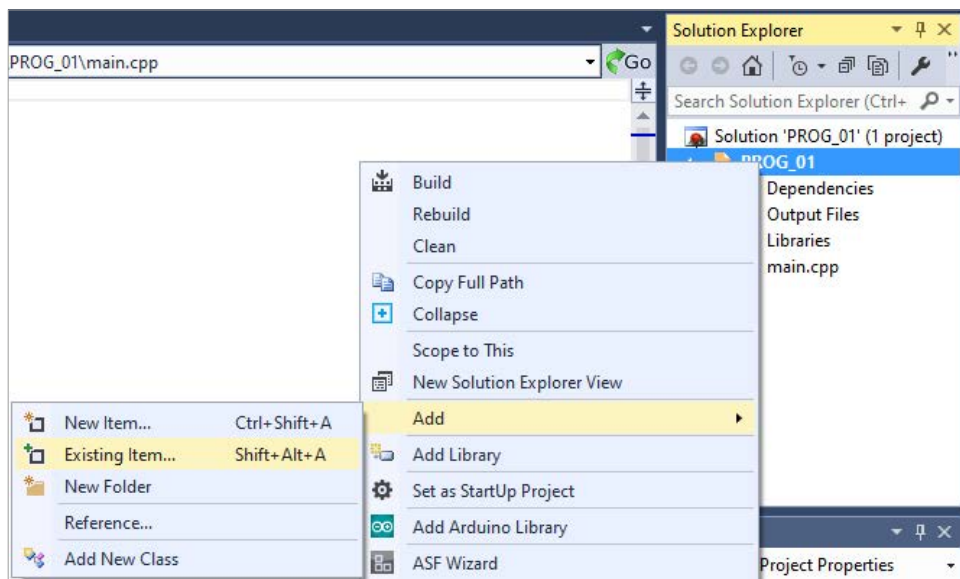 Solution Explorer
PROG_01\main.cpp
Go
Search Solution Explorer (Ctrl+
Solution 'PROG_01' (1 project)
PROG_01
Dependencies
Output Files
Libraries
main.cpp
Build
Rebuild
Clean
Copy Full Path
Collapse
Scope to This
New Solution Explorer View
Add
Add Library
Set as StartUp Project
Add Arduino Library
ASF Wizard
New Item... Ctrl+Shift+A
Existing Item... Shift+Alt+A
New Folder
Reference...
Add New Class
Project Properties